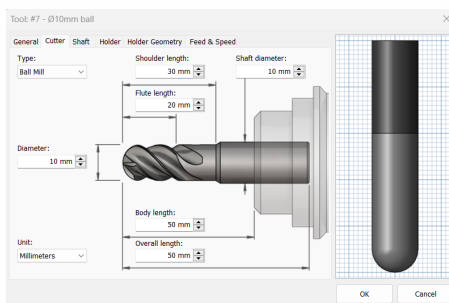 Tool: #7 - Ø10mm ball
General Cutter Shaft Holder Holder Geometry Feed & Speed
Type:
Ball Mill
Shoulder length:
30 mm
Shaft diameter:
10 mm
Flute length:
20 mm
Diameter:
10 mm
Body length:
50 mm
Unit:
Millimeters
Overall length:
50 mm
OK Cancel